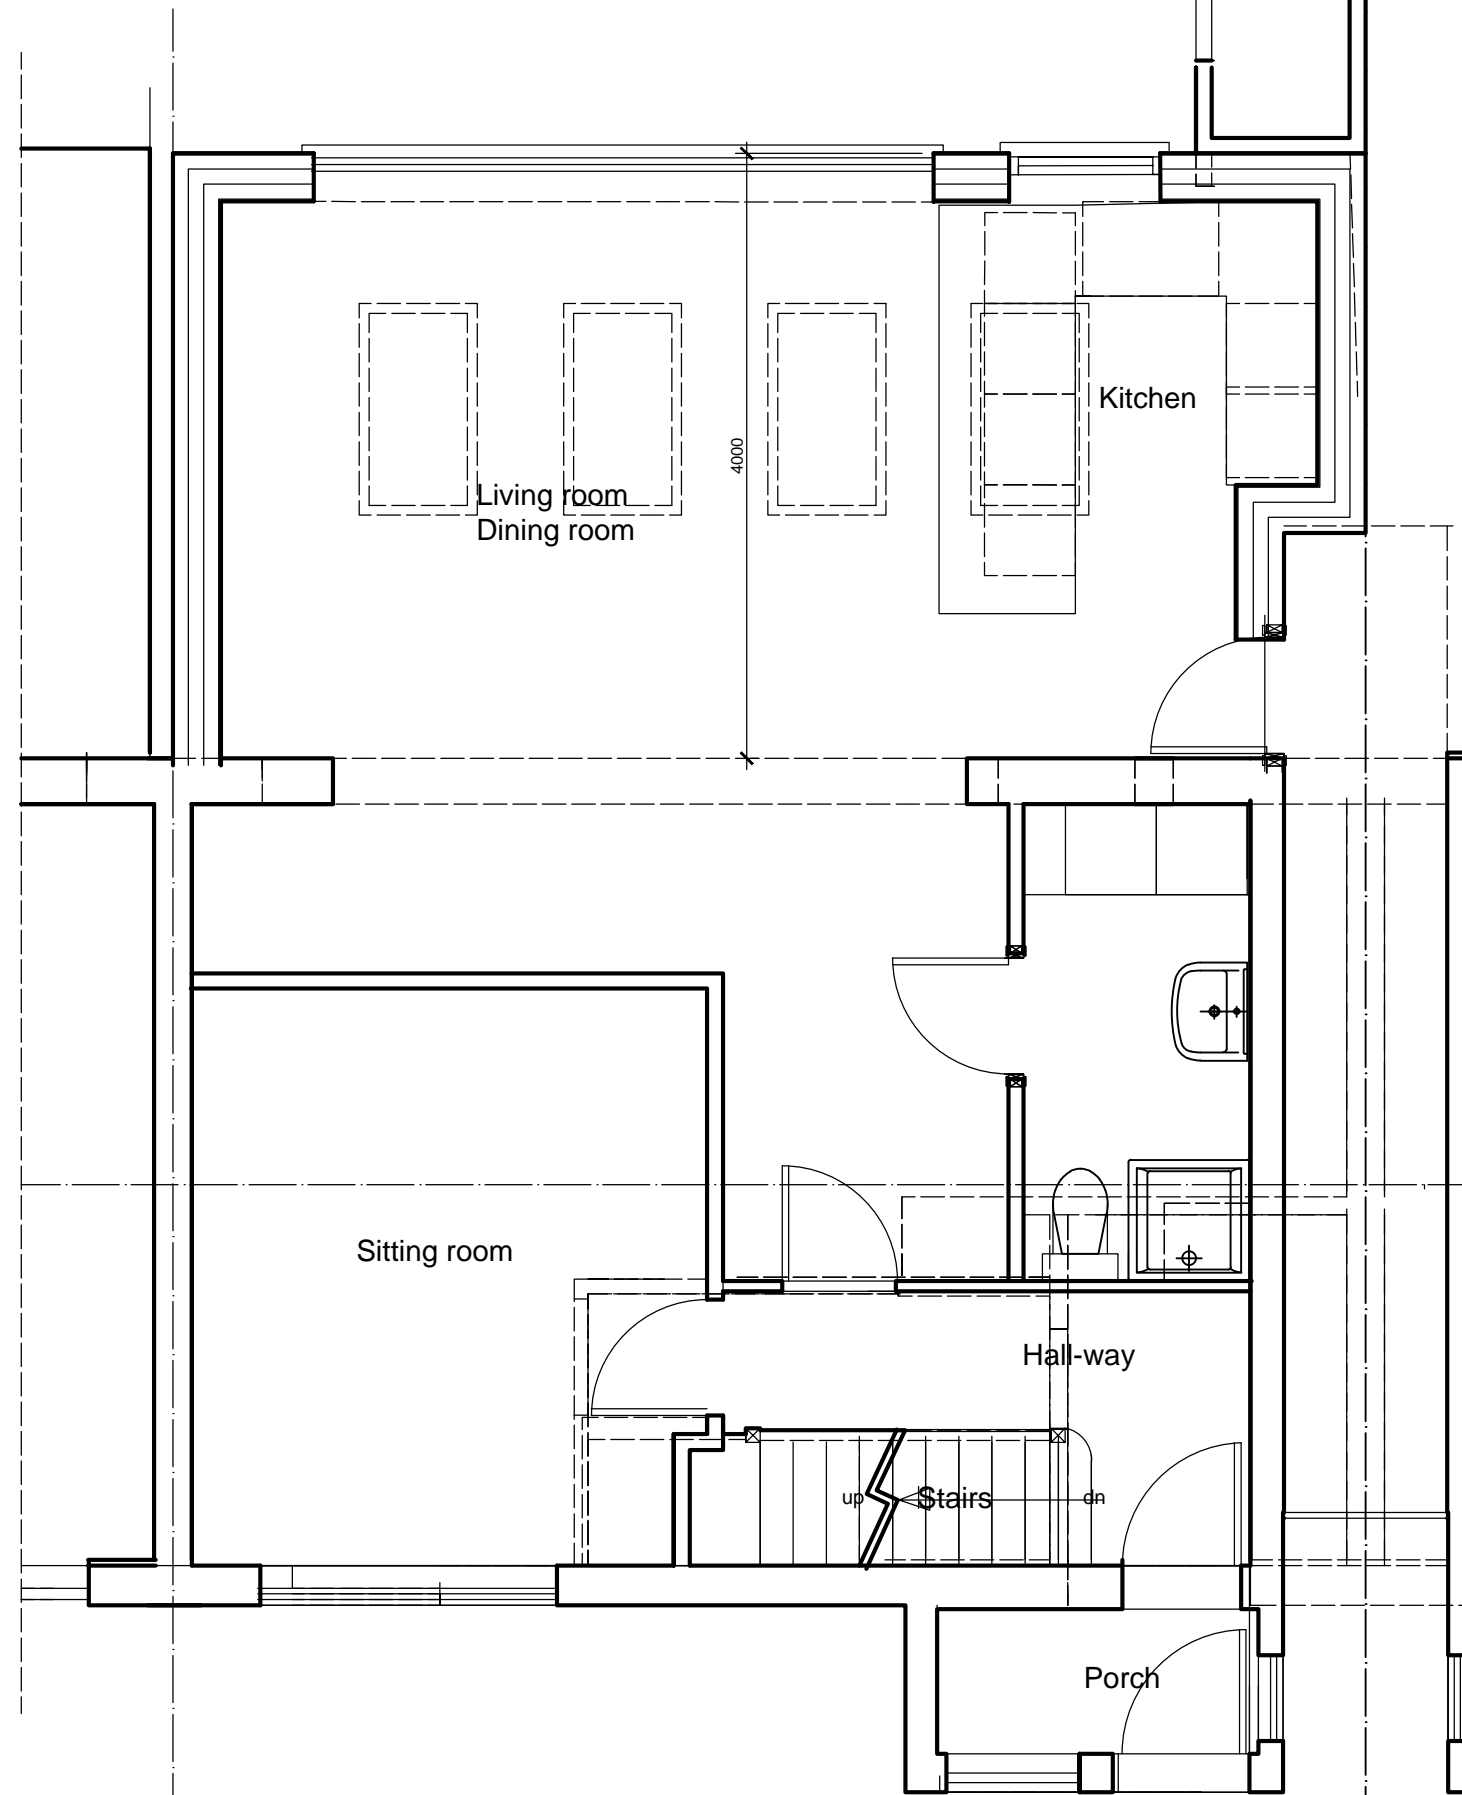 Kitchen
4000
Living room
Dining room
Sitting room
Hall-way
up
Stairs
dn
Porch